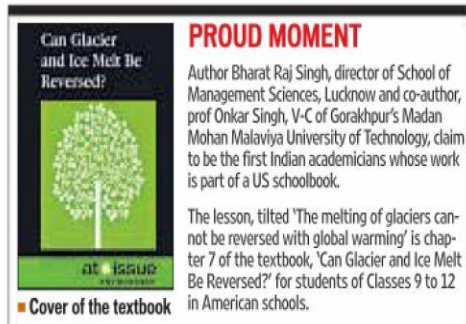 Can Glacier
and Ice Melt Be
Reversed?
at issue
Cover of the textbook
PROUD MOMENT
Author Bharat Raj Singh, director of School of
Management Sciences, Lucknow and co-author,
prof Onkar Singh, V-C of Gorakhpur's Madan
Mohan Malaviya University of Technology, claim
to be the first Indian academicians whose work
is part of a US schoolbook.
The lesson, tilted 'The melting of glaciers can-
not be reversed with global warming' is chap-
ter 7 of the textbook, 'Can Glacier and Ice Melt
Be Reversed?' for students of Classes 9 to 12
in American schools.